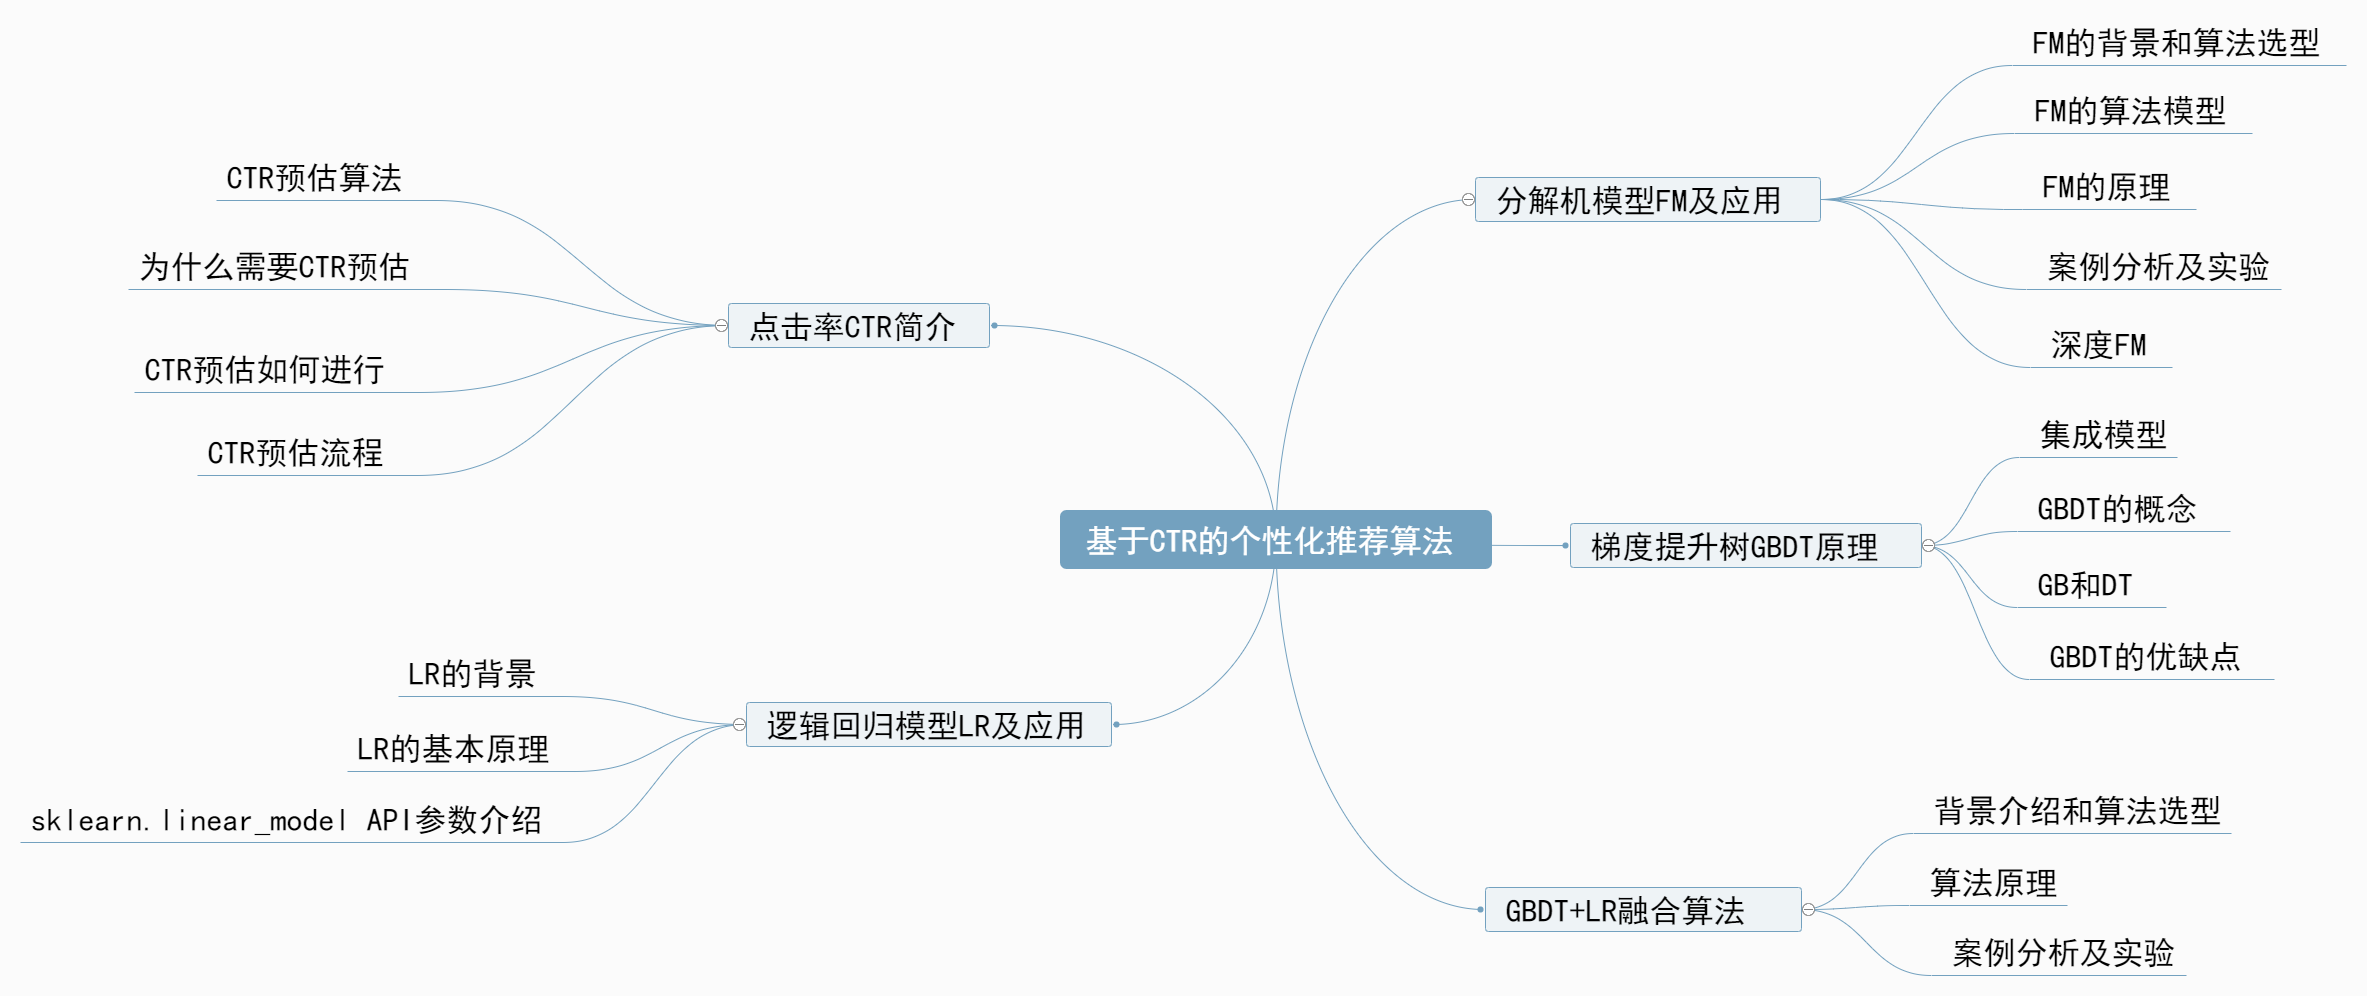 基于CTR的个性化推荐算法
点击率CTR简介
CTR预估算法
为什么需要CTR预估
CTR预估如何进行
CTR预估流程
逻辑回归模型LR及应用
LR的背景
LR的基本原理
sklearn.linear_model API参数介绍
分解机模型FM及应用
FM的背景和算法选型
FM的算法模型
FM的原理
案例分析及实验
深度FM
梯度提升树GBDT原理
集成模型
GBDT的概念
GB和DT
GBDT的优缺点
GBDT+LR融合算法
背景介绍和算法选型
算法原理
案例分析及实验